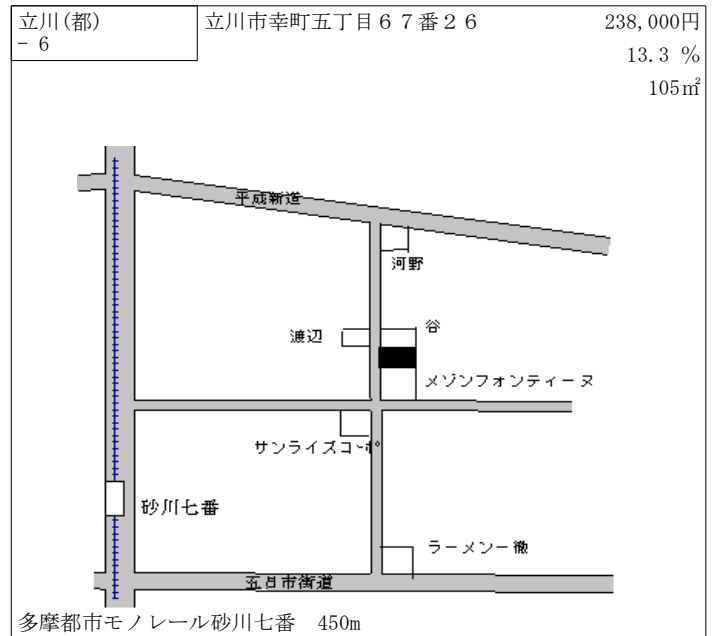 立川(都)
- 6
立川市幸町五丁目67番26
238,000円
13.3 %
105㎡
平成新道
河野
渡辺
谷
メゾンフォンティーヌ
サンライズコーポ
砂川七番
ラーメン一徹
五日市街道
多摩都市モノレール砂川七番 450m